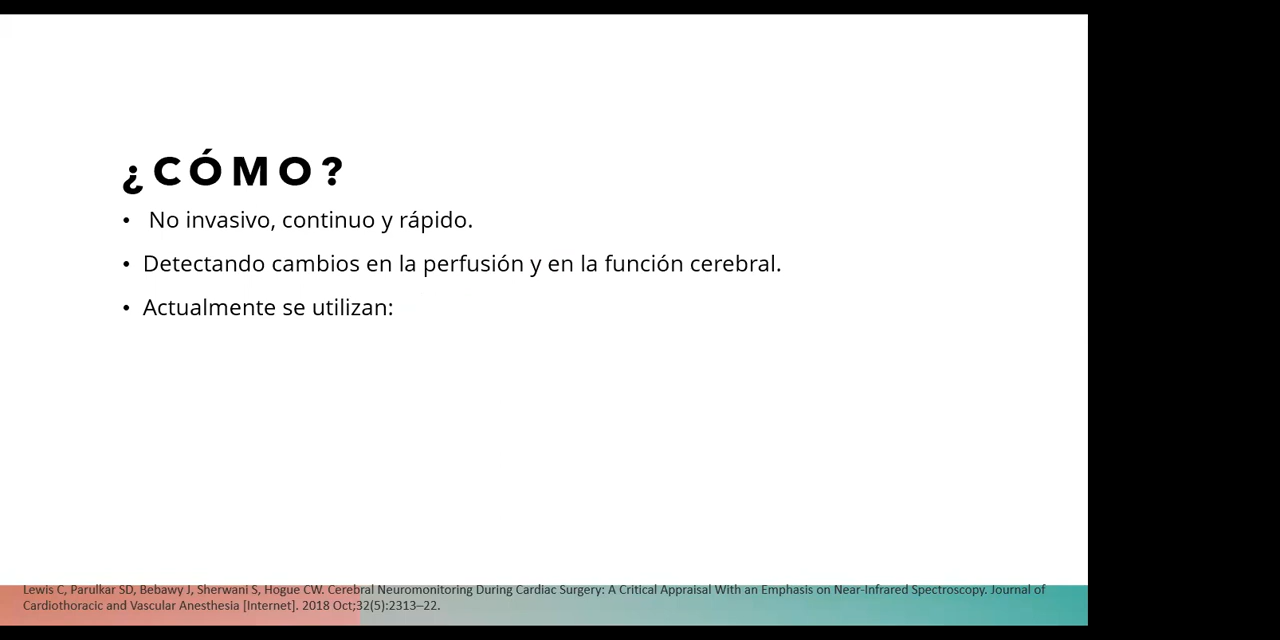 ¿CÓMO?
• No invasivo, continuo y rápido.
• Detectando cambios en la perfusión y en la función cerebral.
• Actualmente se utilizan:
Lewis C, Parulkar SD, Bebawy J, Sherwani S, Hogue CW. Cerebral Neuromonitoring During Cardiac Surgery: A Critical Appraisal With an Emphasis on Near-Infrared Spectroscopy. Journal of
Cardiothoracic and Vascular Anesthesia [Internet]. 2018 Oct;32(5):2313–22.